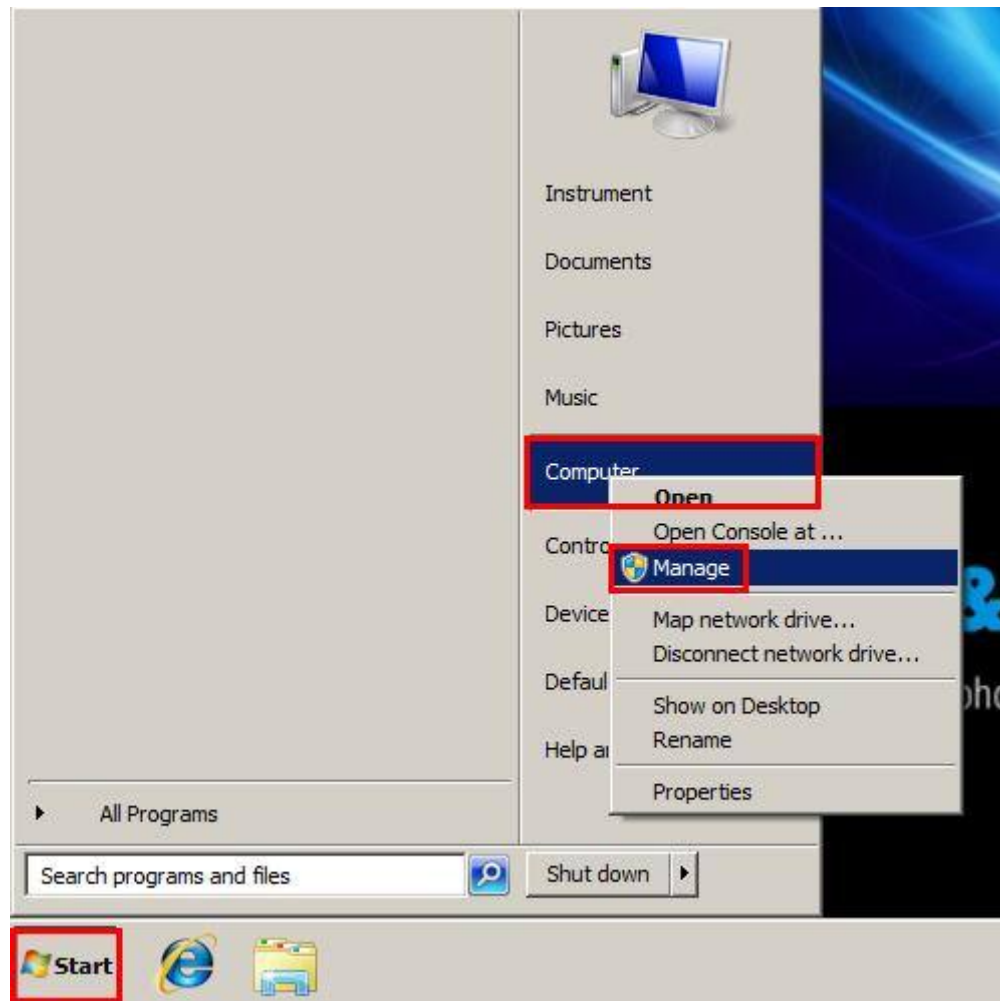 Instrument
Documents
Pictures
Music
Computer
Open
Open Console at ...
Manage
Map network drive...
Disconnect network drive...
Show on Desktop
Rename
Properties
All Programs
Search programs and files
Shut down
Start
&